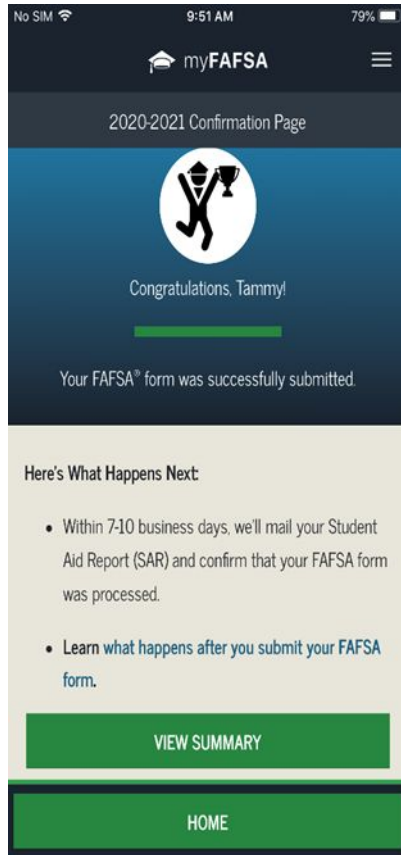 No SIM 9:51 AM 79%
myFAFSA
2020-2021 Confirmation Page
Congratulations, Tammy!
Your FAFSA® form was successfully submitted.
Here's What Happens Next:
• Within 7-10 business days, we'll mail your Student
Aid Report (SAR) and confirm that your FAFSA form
was processed.
• Learn what happens after you submit your FAFSA
form.
VIEW SUMMARY
HOME